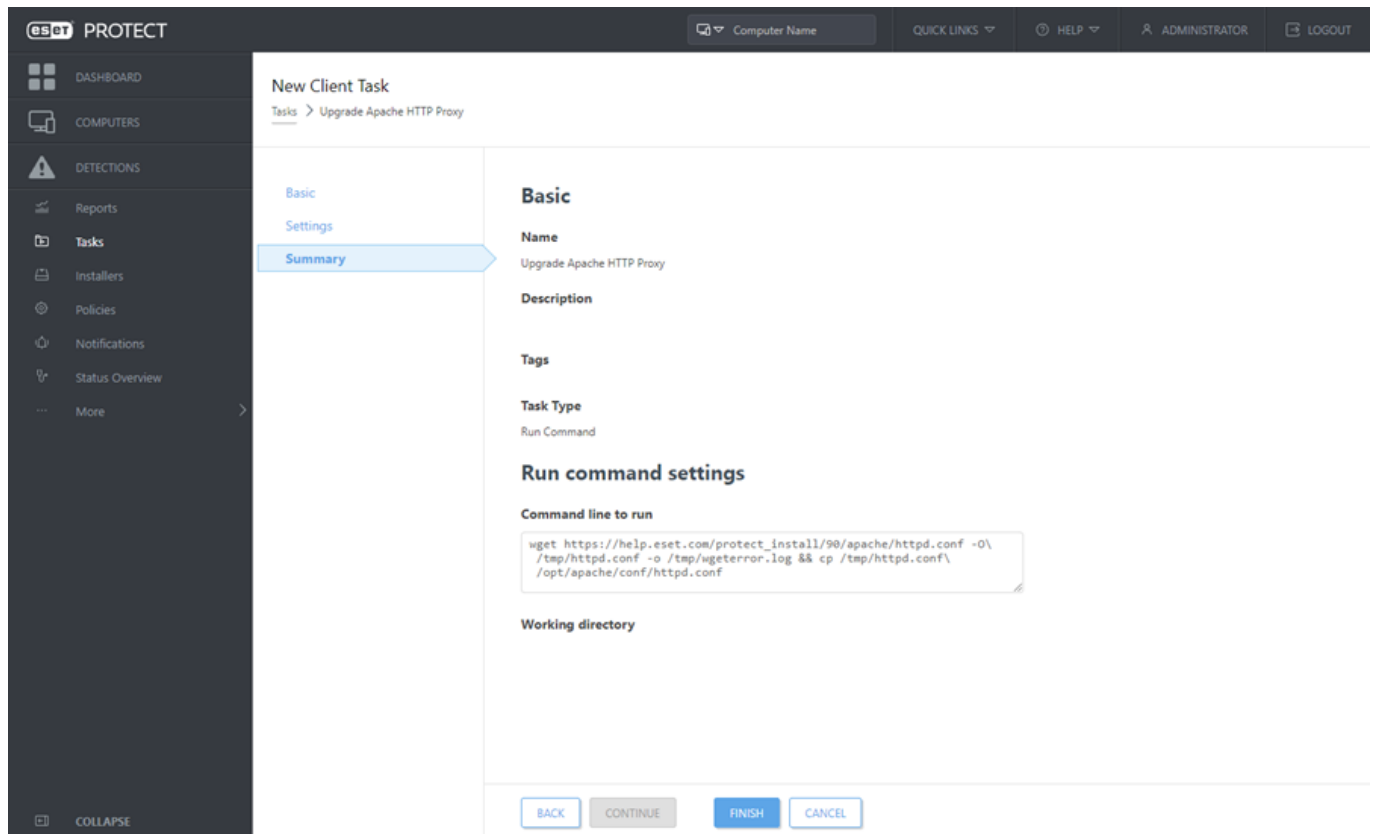 eset PROTECT
Computer Name
QUICK LINKS
HELP
ADMINISTRATOR
LOGOUT
DASHBOARD
COMPUTERS
DETECTIONS
Reports
Tasks
Installers
Policies
Notifications
Status Overview
More
COLLAPSE
New Client Task
Tasks > Upgrade Apache HTTP Proxy
Basic
Settings
Summary
Basic
Name
Upgrade Apache HTTP Proxy
Description
Tags
Task Type
Run Command
Run command settings
Command line to run
wget https://help.eset.com/protect_install/90/apache/httpd.conf -O\
/tmp/httpd.conf -o /tmp/wgeterror.log && cp /tmp/httpd.conf\
/opt/apache/conf/httpd.conf
Working directory
BACK
CONTINUE
FINISH
CANCEL